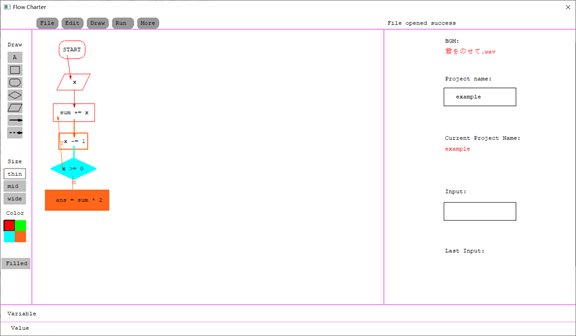 Flow Charter
File Edit Draw Run More
File opened success
Draw
A
Size
thin
mid
wide
Color
Filled
START
x
sum += x
x -= 1
x >= 0
ans = sum * 2
BGM:
君をのせて.wav
Project name:
example
Current Project Name:
example
Input:
Last Input:
Variable
Value